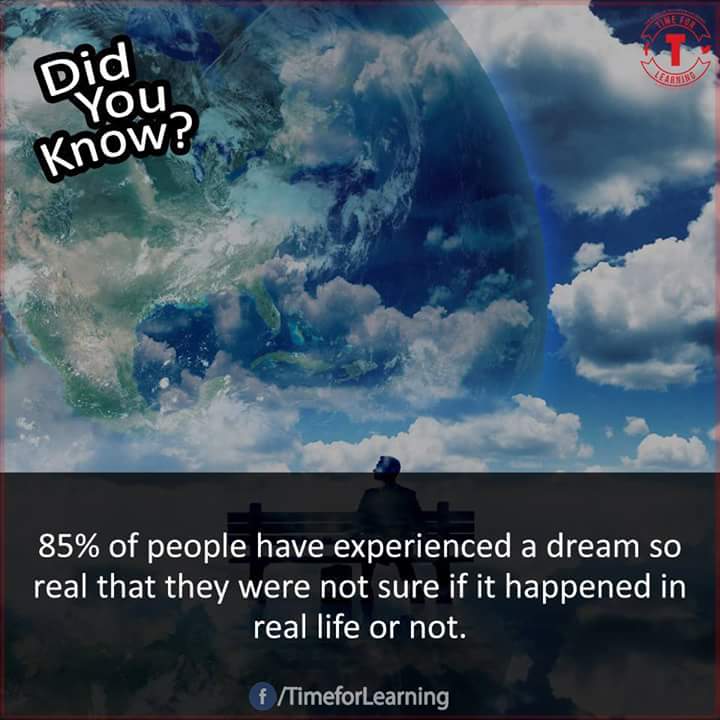 Did
You
Know?
TIME FOR
T
LEARNING
85% of people have experienced a dream so
real that they were not sure if it happened in
real life or not.
f /TimeforLearning